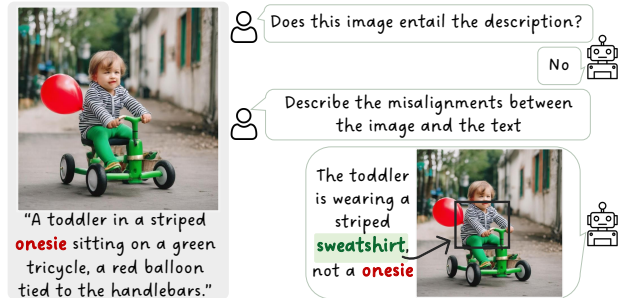 "A toddler in a striped
onesie sitting on a green
tricycle, a red balloon
tied to the handlebars."
Does this image entail the description?
No
Describe the misalignments between
the image and the text
The toddler
is wearing a
striped
sweatshirt,
not a onesie